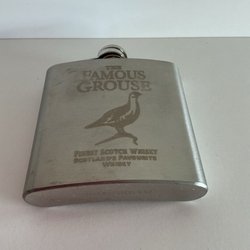 THE
FAMOUS
GROUSE
FINEST SCOTCH WHISKY
SCOTLAND'S FAVOURITE
WHISKY